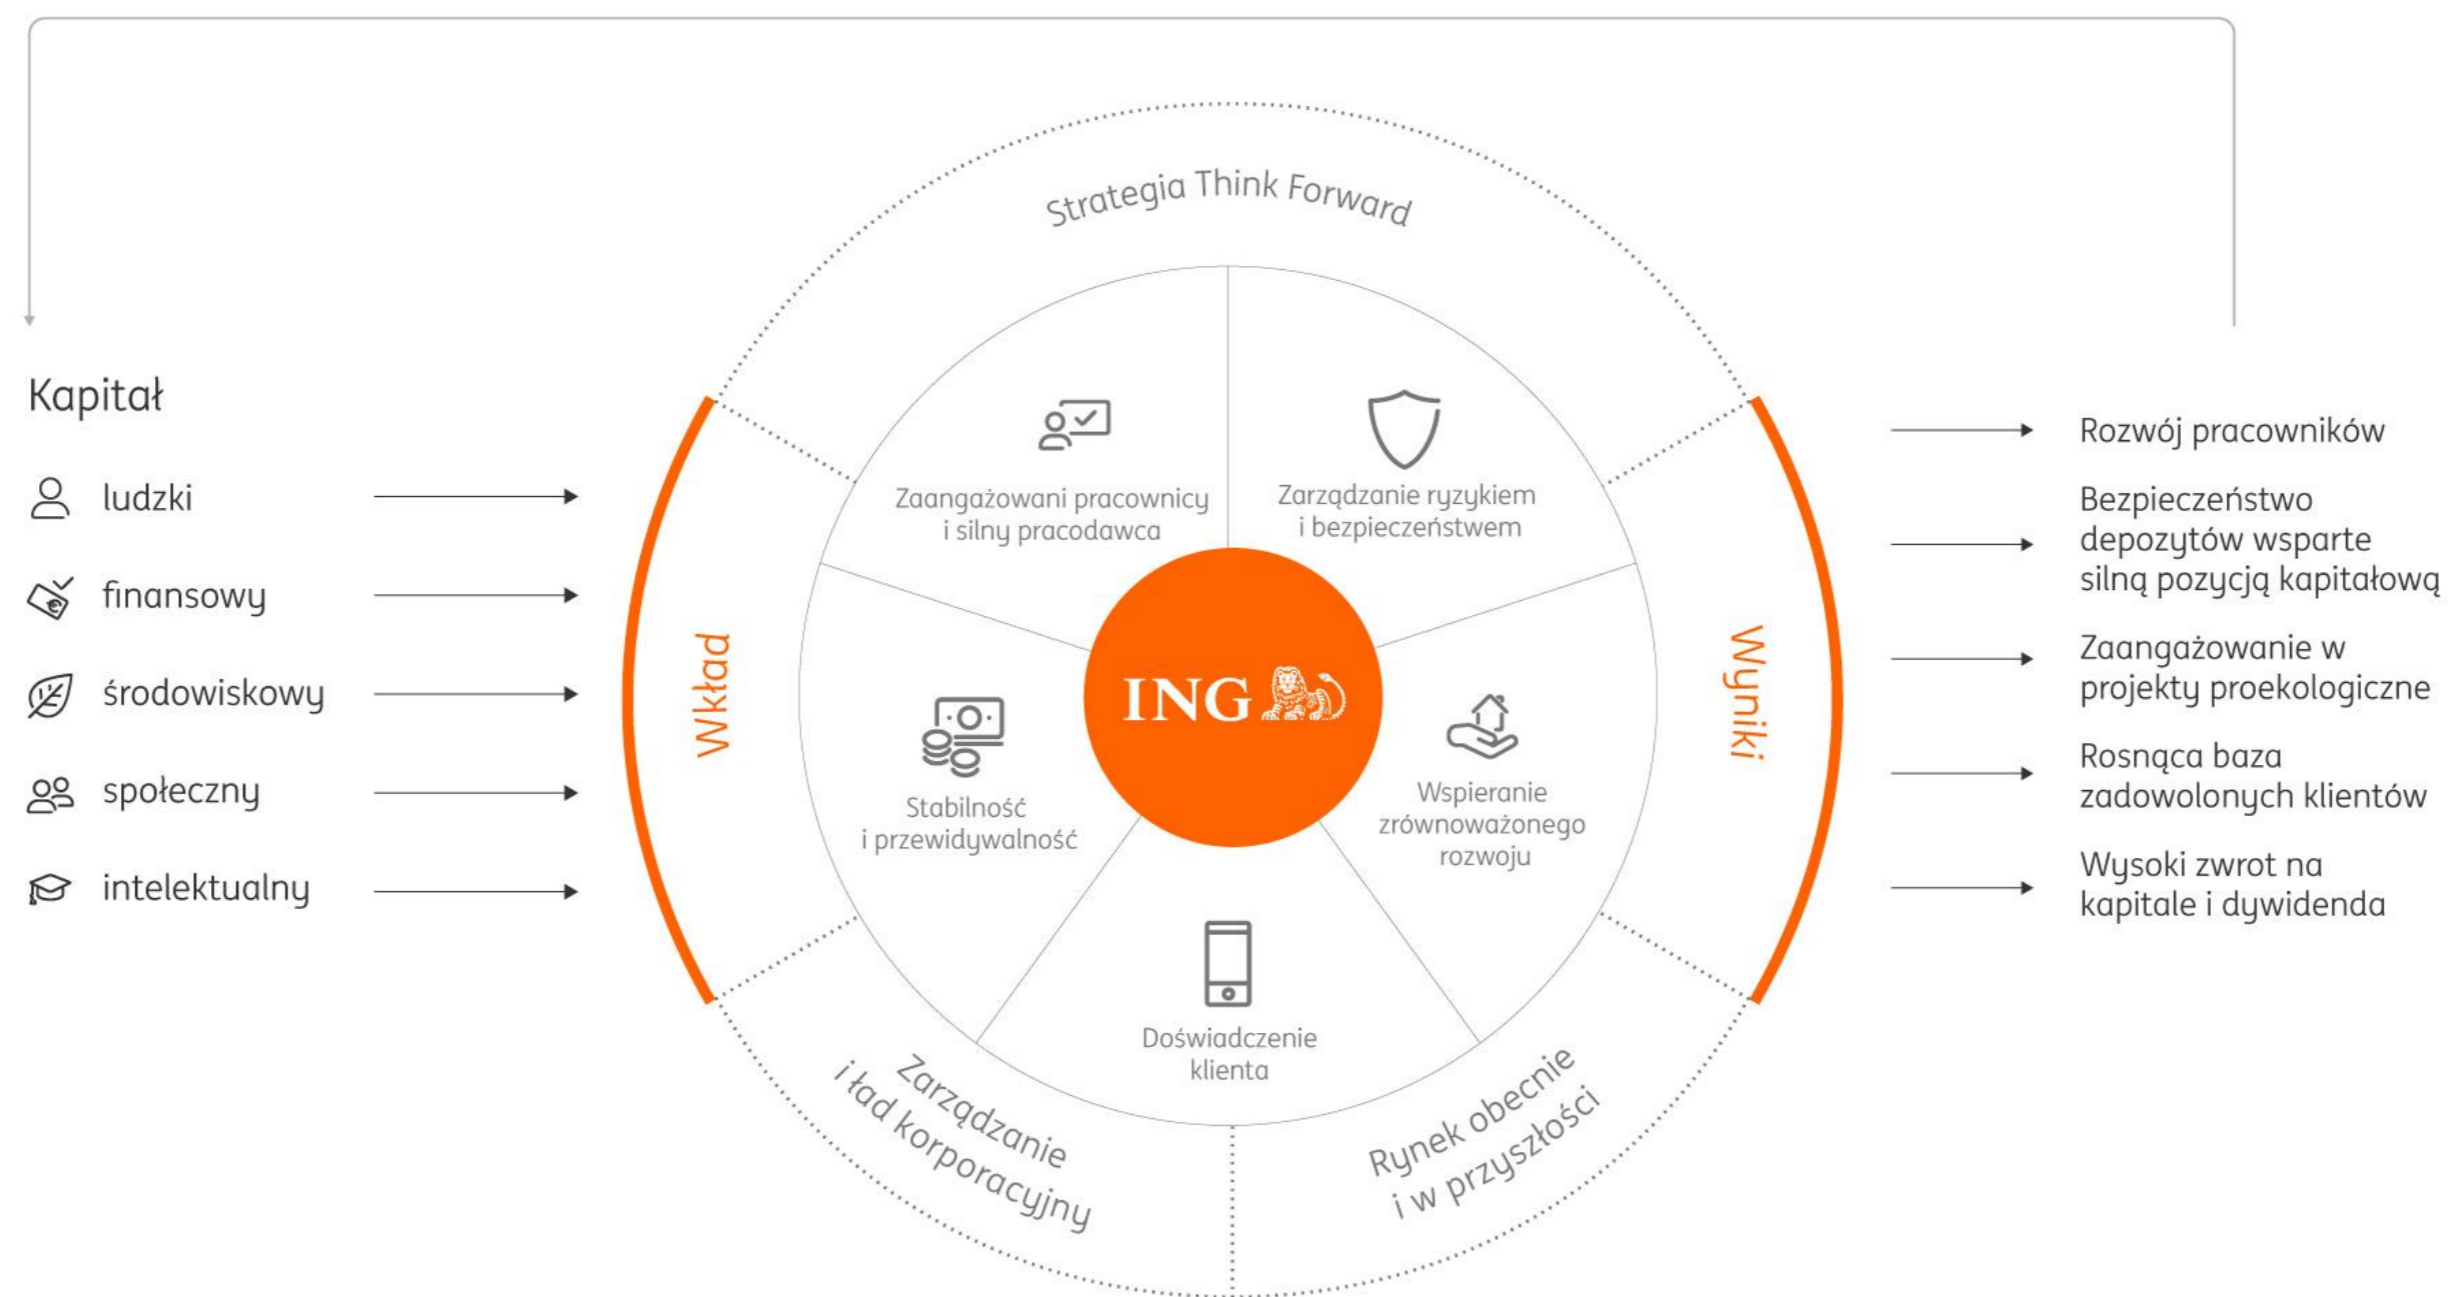 Strategia Think Forward
Kapitał
ludzki
finansowy
środowiskowy
społeczny
intelektualny
Wkład
Zaangażowani pracownicy
i silny pracodawca
Zarządzanie ryzykiem
i bezpieczeństwem
ING
Stabilność
i przewidywalność
Wspieranie
zrównoważonego
rozwoju
Doświadczenie
klienta
Zarządzanie
i ład korporacyjny
Rynek obecnie
i w przyszłości
Wyniki
Rozwój pracowników
Bezpieczeństwo
depozytów wsparte
silną pozycją kapitałową
Zaangażowanie w
projekty proekologiczne
Rosnąca baza
zadowolonych klientów
Wysoki zwrot na
kapitale i dywidenda